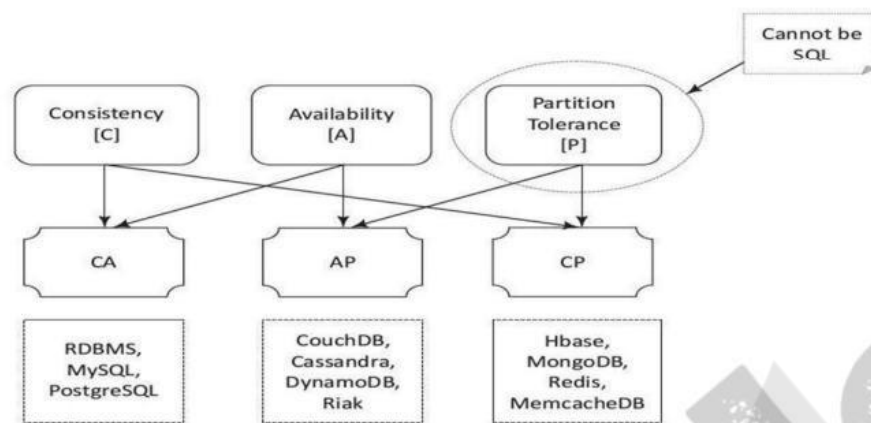 Cannot be
SQL
Consistency
[C]
Availability
[A]
Partition
Tolerance
[P]
CA
AP
CP
RDBMS,
MySQL,
PostgreSQL
CouchDB,
Cassandra,
DynamoDB,
Riak
Hbase,
MongoDB,
Redis,
MemcacheDB